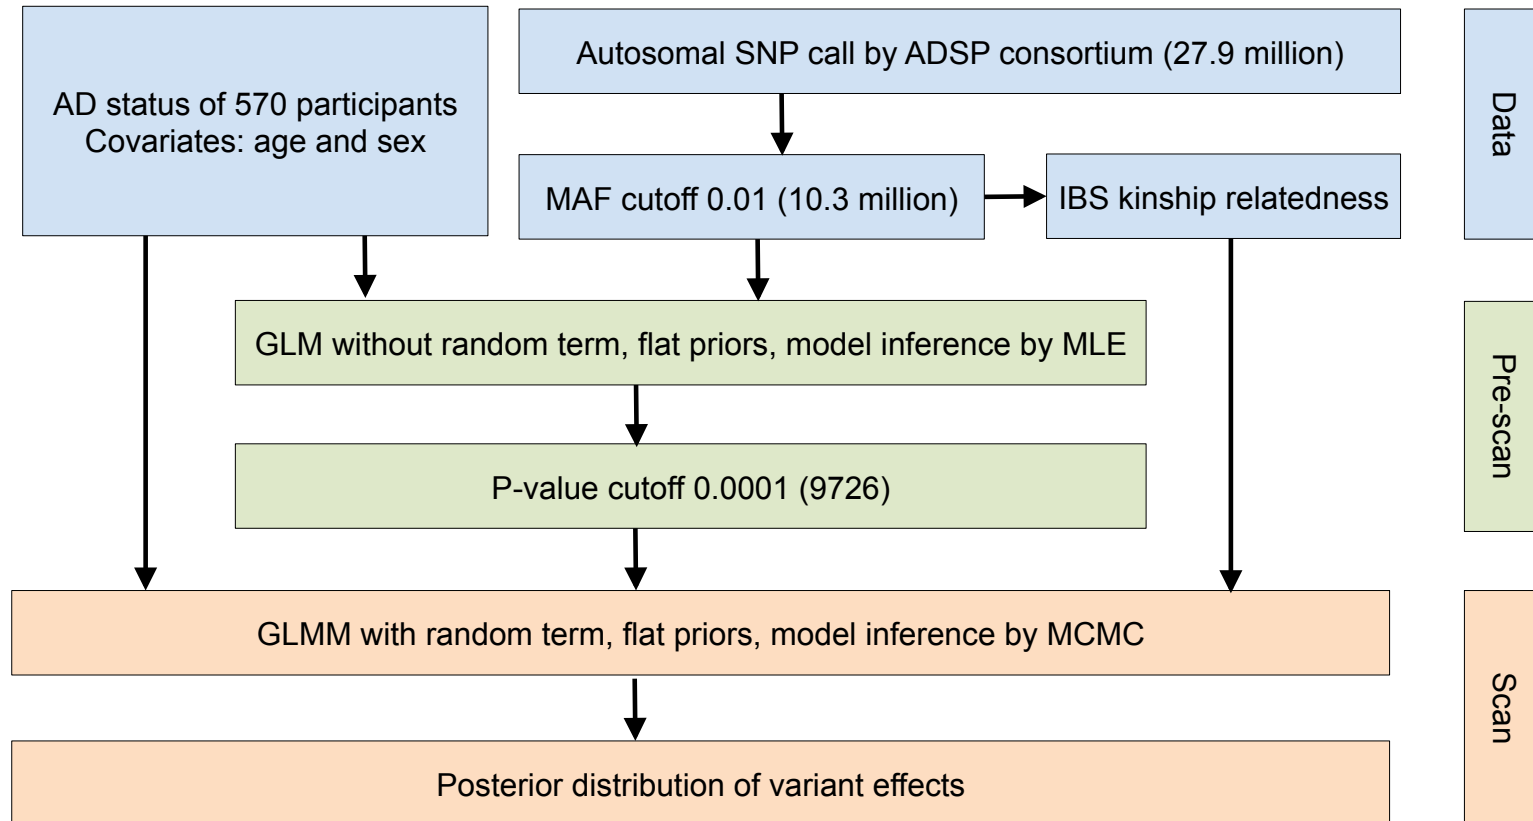 AD status of 570 participants
Covariates: age and sex
Autosomal SNP call by ADSP consortium (27.9 million)
MAF cutoff 0.01 (10.3 million)
IBS kinship relatedness
Data
GLM without random term, flat priors, model inference by MLE
P-value cutoff 0.0001 (9726)
Pre-scan
GLMM with random term, flat priors, model inference by MCMC
Posterior distribution of variant effects
Scan